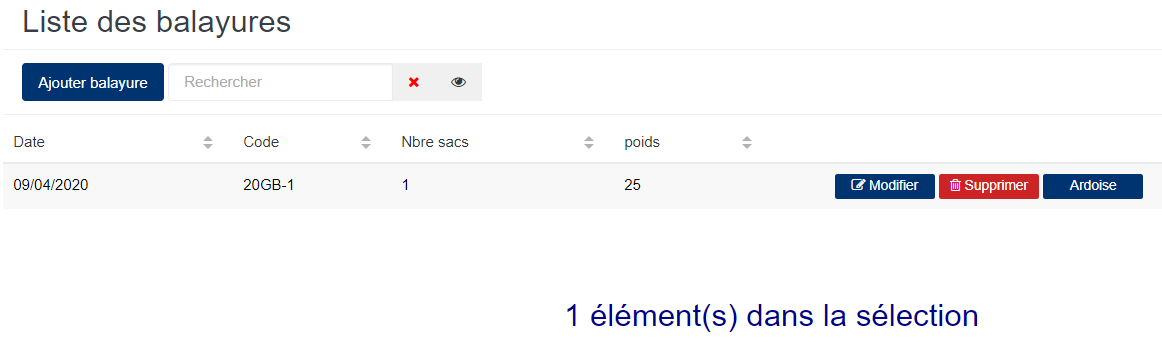 Liste des balayures
Ajouter balayure Rechercher
Date Code Nbre sacs poids
09/04/2020 20GB-1 1 25 Modifier Supprimer Ardoise
1 élément(s) dans la sélection